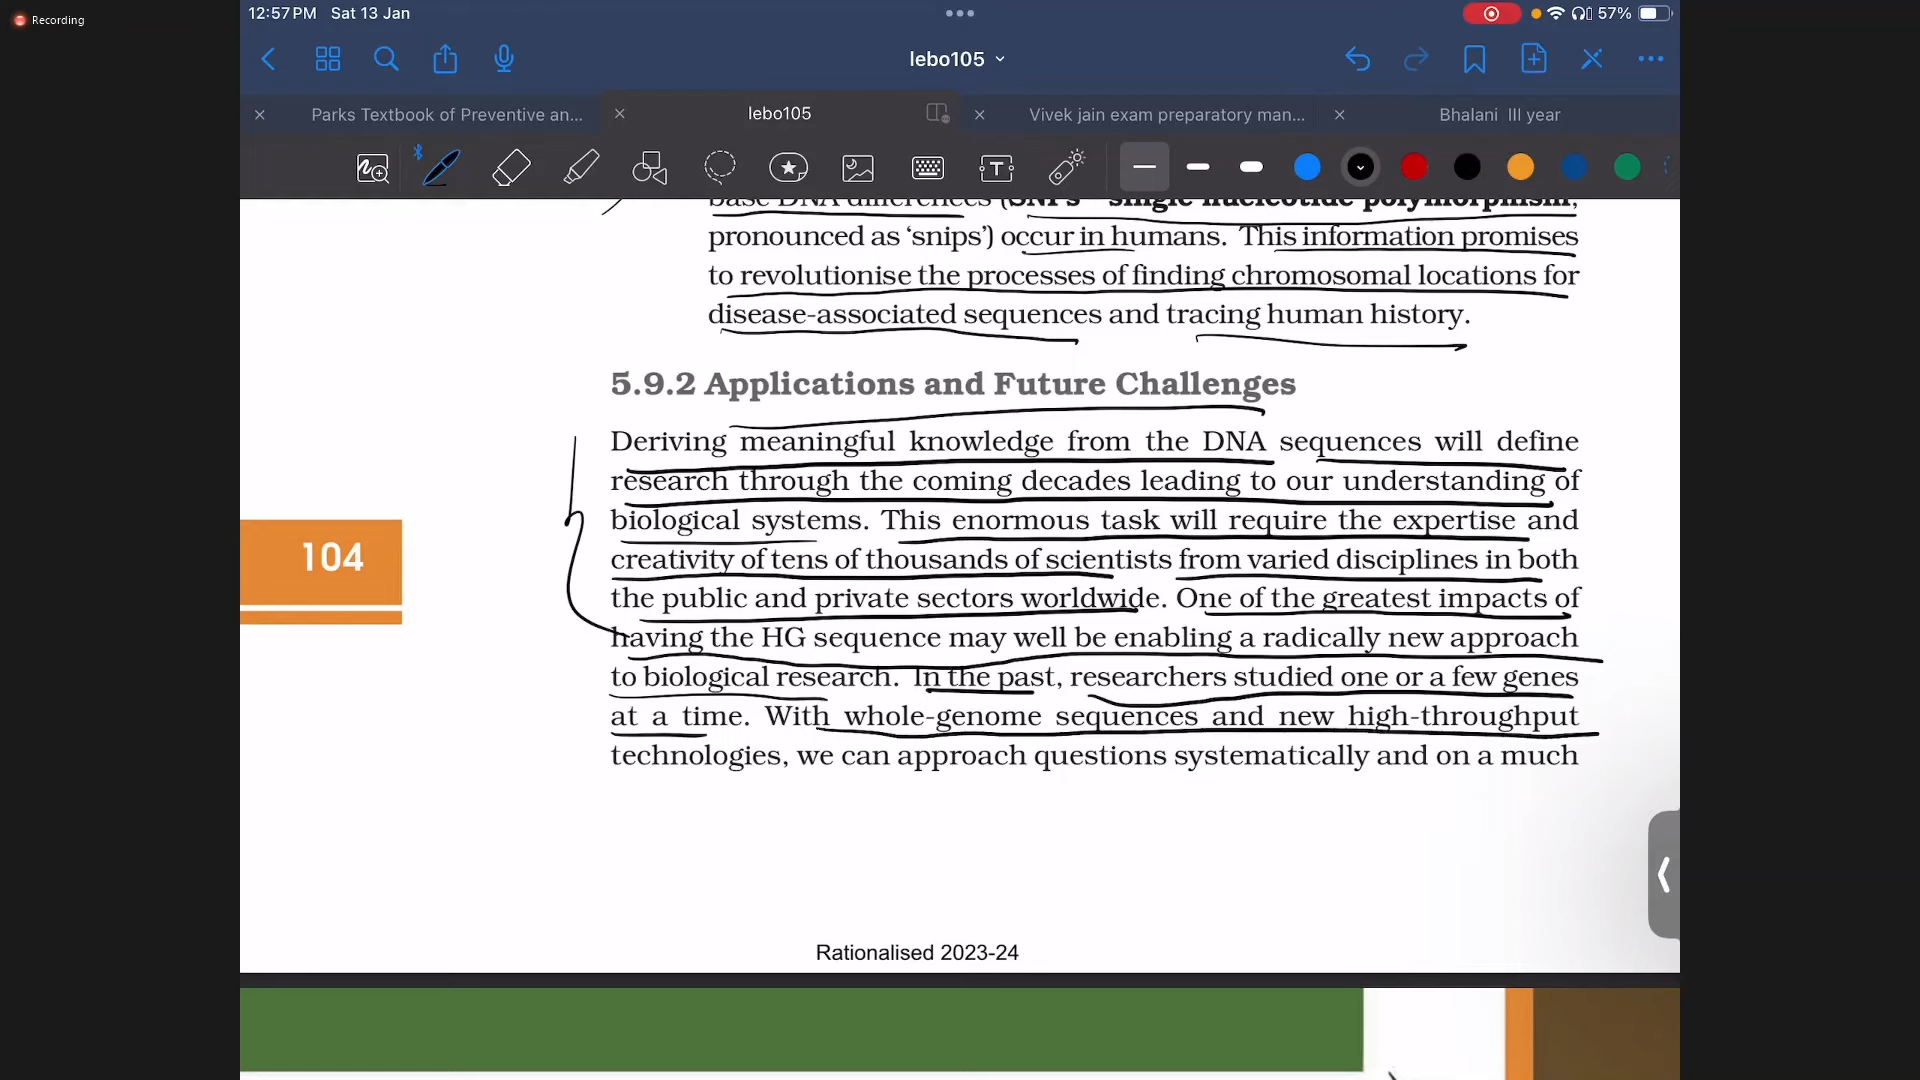 Recording
12:57 PM Sat 13 Jan
57%
lebo105
Parks Textbook of Preventive an...
lebo105
Vivek jain exam preparatory man...
Bhalani III year
base DNA differences (SNPs – single nucleotide polymorphism,
pronounced as ‘snips’) occur in humans. This information promises
to revolutionise the processes of finding chromosomal locations for
disease-associated sequences and tracing human history.
5.9.2 Applications and Future Challenges
Deriving meaningful knowledge from the DNA sequences will define
research through the coming decades leading to our understanding of
biological systems. This enormous task will require the expertise and
creativity of tens of thousands of scientists from varied disciplines in both
the public and private sectors worldwide. One of the greatest impacts of
having the HG sequence may well be enabling a radically new approach
to biological research. In the past, researchers studied one or a few genes
at a time. With whole-genome sequences and new high-throughput
technologies, we can approach questions systematically and on a much
104
Rationalised 2023-24